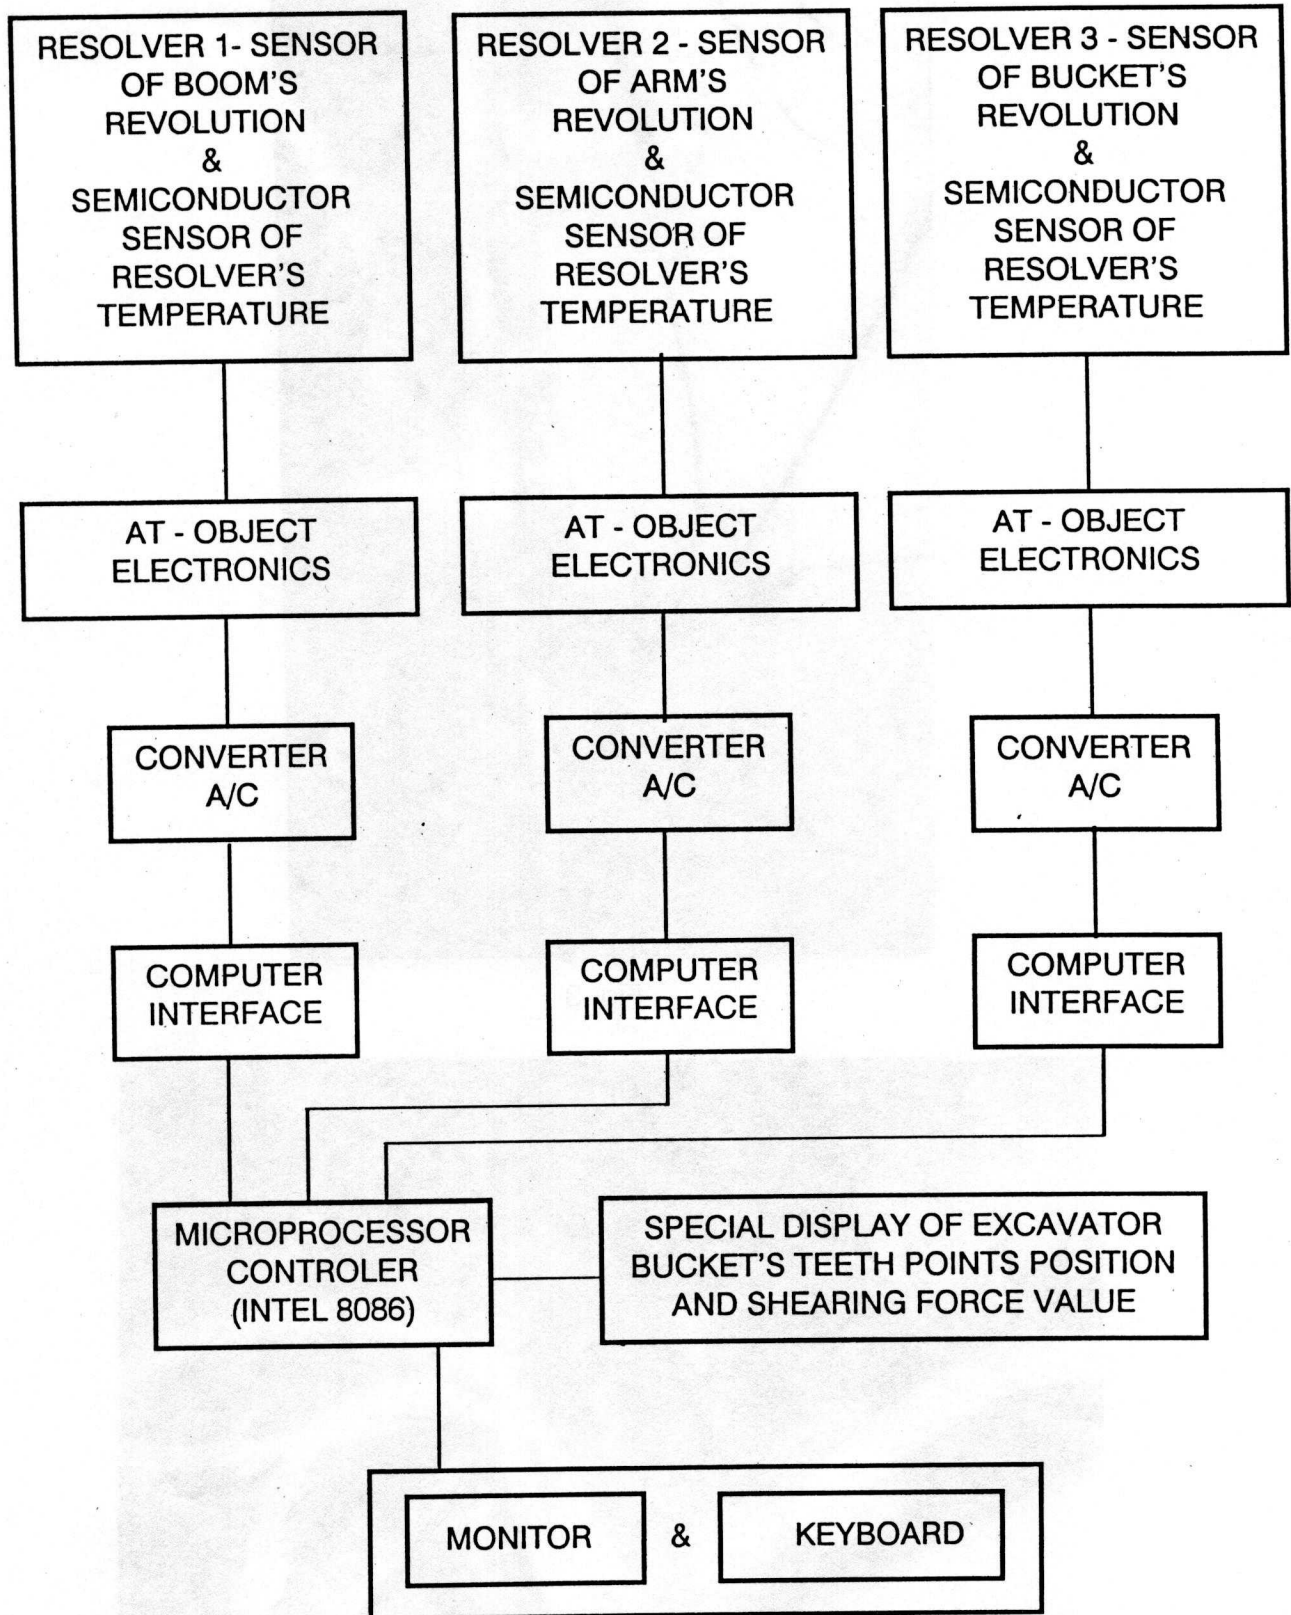 RESOLVER 1- SENSOR
OF BOOM'S
REVOLUTION
&
SEMICONDUCTOR
SENSOR OF
RESOLVER'S
TEMPERATURE
RESOLVER 2 - SENSOR
OF ARM'S
REVOLUTION
&
SEMICONDUCTOR
SENSOR OF
RESOLVER'S
TEMPERATURE
RESOLVER 3 - SENSOR
OF BUCKET'S
REVOLUTION
&
SEMICONDUCTOR
SENSOR OF
RESOLVER'S
TEMPERATURE
AT - OBJECT
ELECTRONICS
AT - OBJECT
ELECTRONICS
AT - OBJECT
ELECTRONICS
CONVERTER
A/C
CONVERTER
A/C
CONVERTER
A/C
COMPUTER
INTERFACE
COMPUTER
INTERFACE
COMPUTER
INTERFACE
MICROPROCESSOR
CONTROLER
(INTEL 8086)
SPECIAL DISPLAY OF EXCAVATOR
BUCKET'S TEETH POINTS POSITION
AND SHEARING FORCE VALUE
MONITOR & KEYBOARD